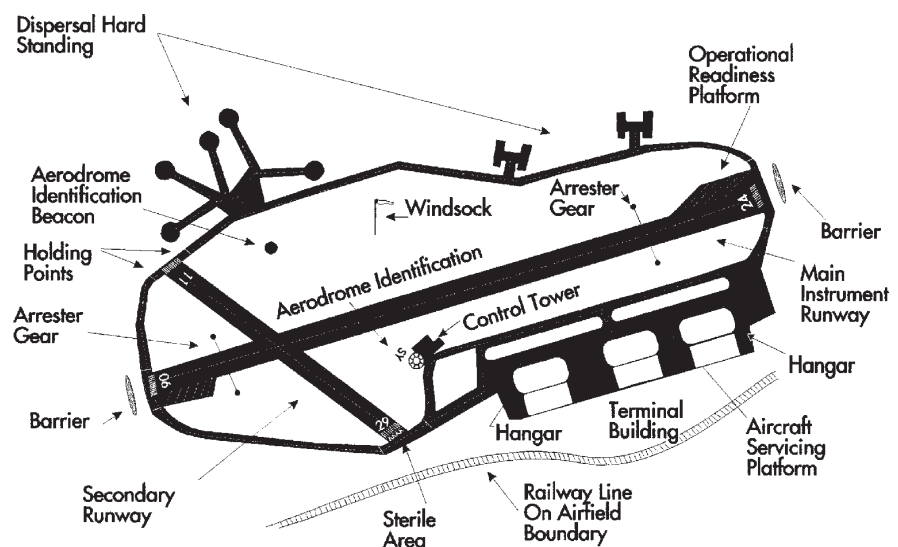 Dispersal Hard
Standing
Operational
Readiness
Platform
Aerodrome
Identification
Beacon
Windsock
Arrester
Gear
24
Barrier
Holding
Points
11
Aerodrome Identification
Main
Instrument
Runway
Arrester
Gear
Control Tower
SY
06
Hangar
Barrier
29
Hangar
Terminal
Building
Aircraft
Servicing
Platform
Secondary
Runway
Sterile
Area
Railway Line
On Airfield
Boundary